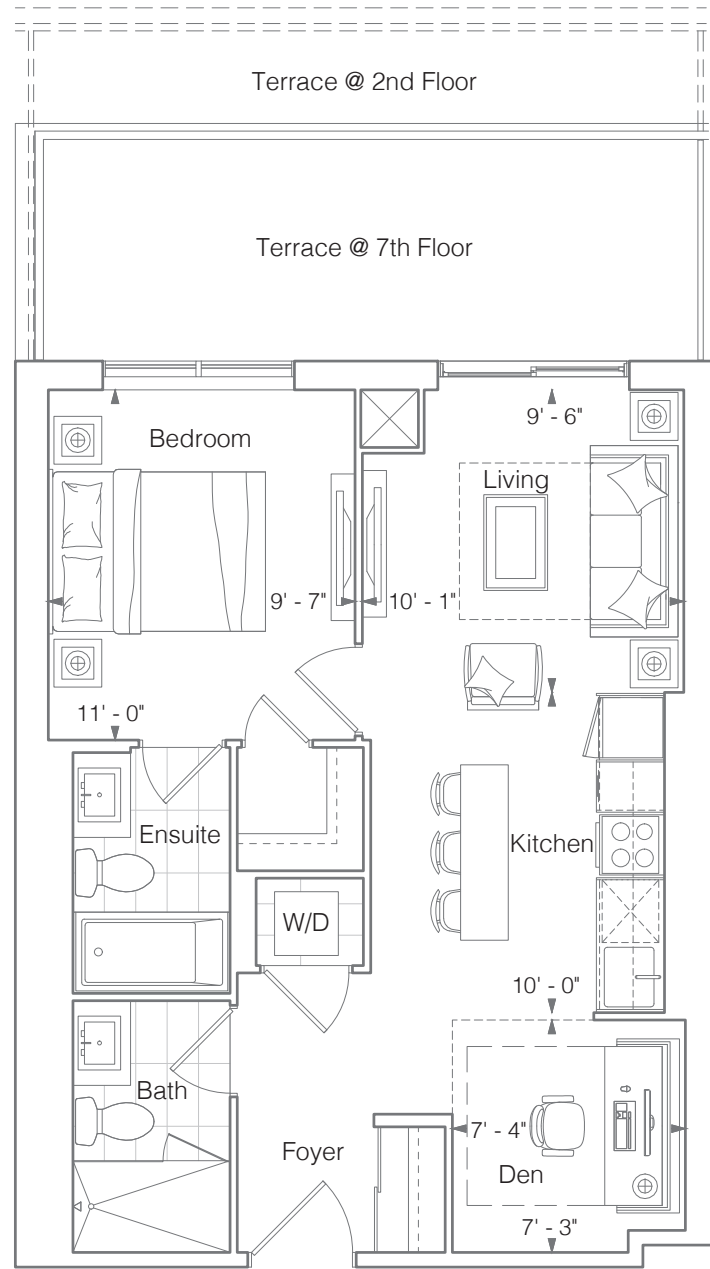 Terrace @ 2nd Floor
Terrace @ 7th Floor
9' - 6"
Bedroom
Living
9' - 7"
10' - 1"
11' - 0"
Ensuite
Kitchen
W/D
10' - 0"
Bath
7' - 4"
Foyer
Den
7' - 3"